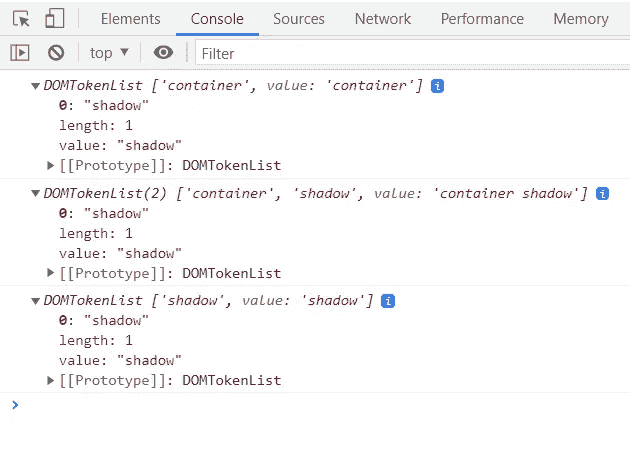 Elements Console Sources Network Performance Memory
top ▼ Filter
▼DOMTokenList ['container', value: 'container'] i
0: "shadow"
length: 1
value: "shadow"
▶[[Prototype]]: DOMTokenList
▼DOMTokenList(2) ['container', 'shadow', value: 'container shadow'] i
0: "shadow"
length: 1
value: "shadow"
▶[[Prototype]]: DOMTokenList
▼DOMTokenList ['shadow', value: 'shadow'] i
0: "shadow"
length: 1
value: "shadow"
▶[[Prototype]]: DOMTokenList